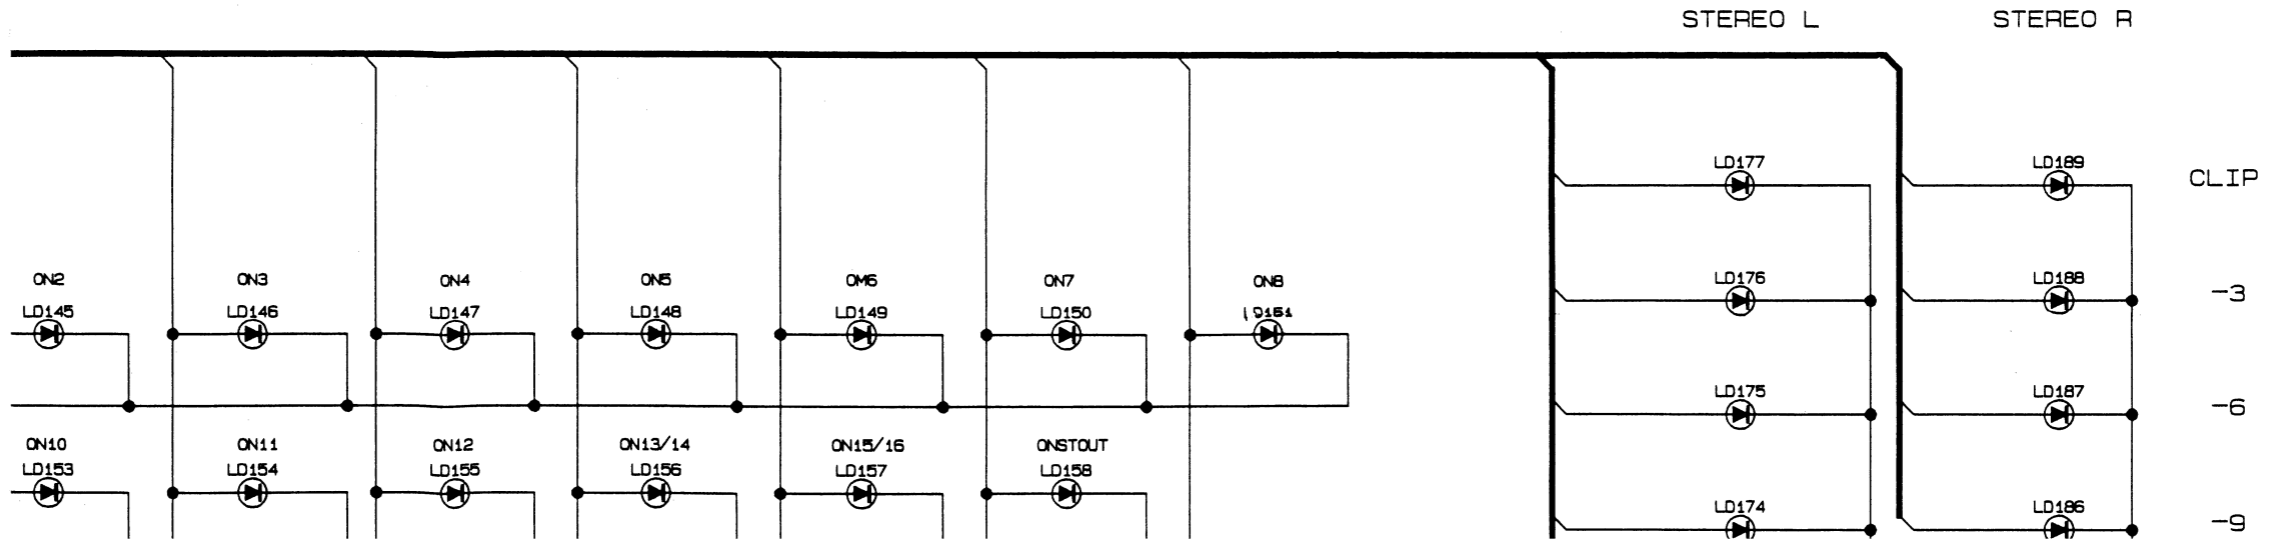 STEREO L STEREO R
LD177 LD189 CLIP
ON2 ON3 ON4 ON5 OM6 ON7 ON8 LD176 LD188 -3
LD145 LD146 LD147 LD148 LD149 LD150 LD151
LD175 LD187 -6
ON10 ON11 ON12 ON13/14 ON15/16 ONSTOUT
LD153 LD154 LD155 LD156 LD157 LD158
LD174 LD186 -9